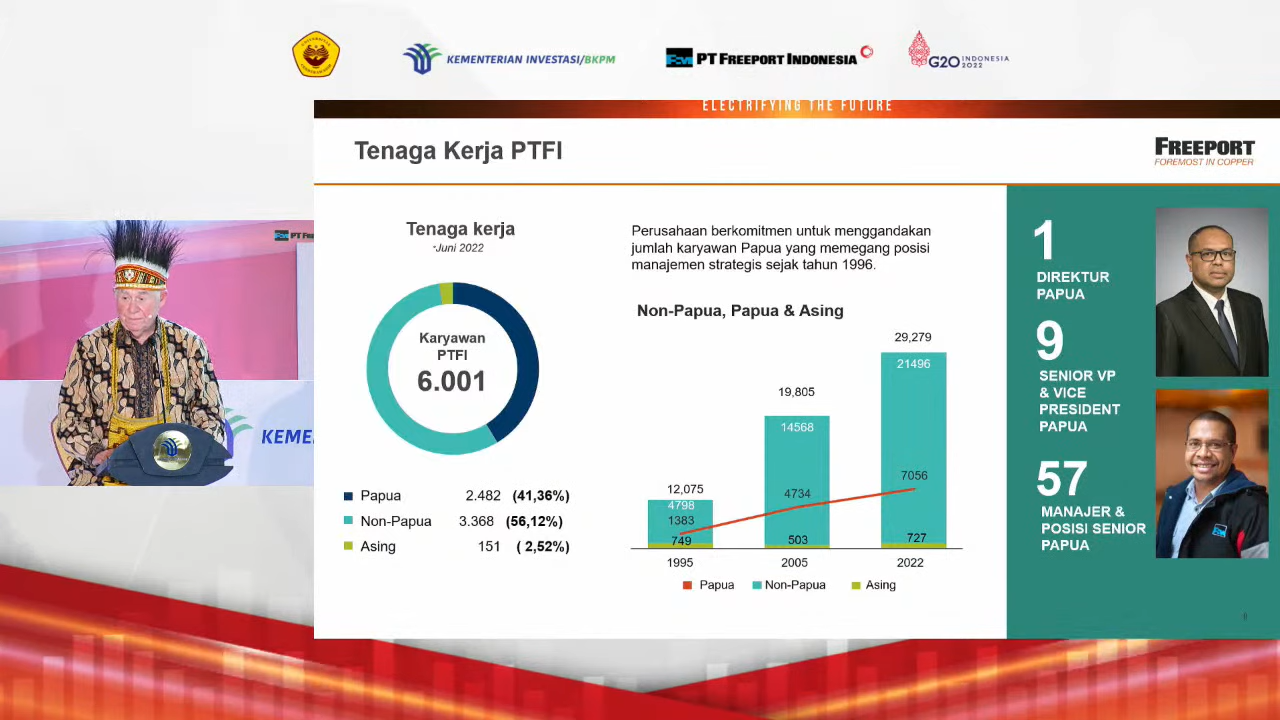 KEMENTERIAN INVESTASI/BKPM
PT FREEPORT INDONESIA
G20 INDONESIA
2022
ELECTRIFYING THE FUTURE
Tenaga Kerja PTFI
FREEPORT
FOREMOST IN COPPER
Tenaga kerja
-Juni 2022
Karyawan
PTFI
6.001
Papua 2.482 (41,36%)
Non-Papua 3.368 (56,12%)
Asing 151 ( 2,52%)
Perusahaan berkomitmen untuk menggandakan
jumlah karyawan Papua yang memegang posisi
manajemen strategis sejak tahun 1996.
Non-Papua, Papua & Asing
29,279
21496
19,805
14568
7056
12,075
4798
4734
1383
749
503
727
1995 2005 2022
Papua Non-Papua Asing
1
DIREKTUR
PAPUA
9
SENIOR VP
& VICE
PRESIDENT
PAPUA
57
MANAJER &
POSISI SENIOR
PAPUA
PT Fre
KEME